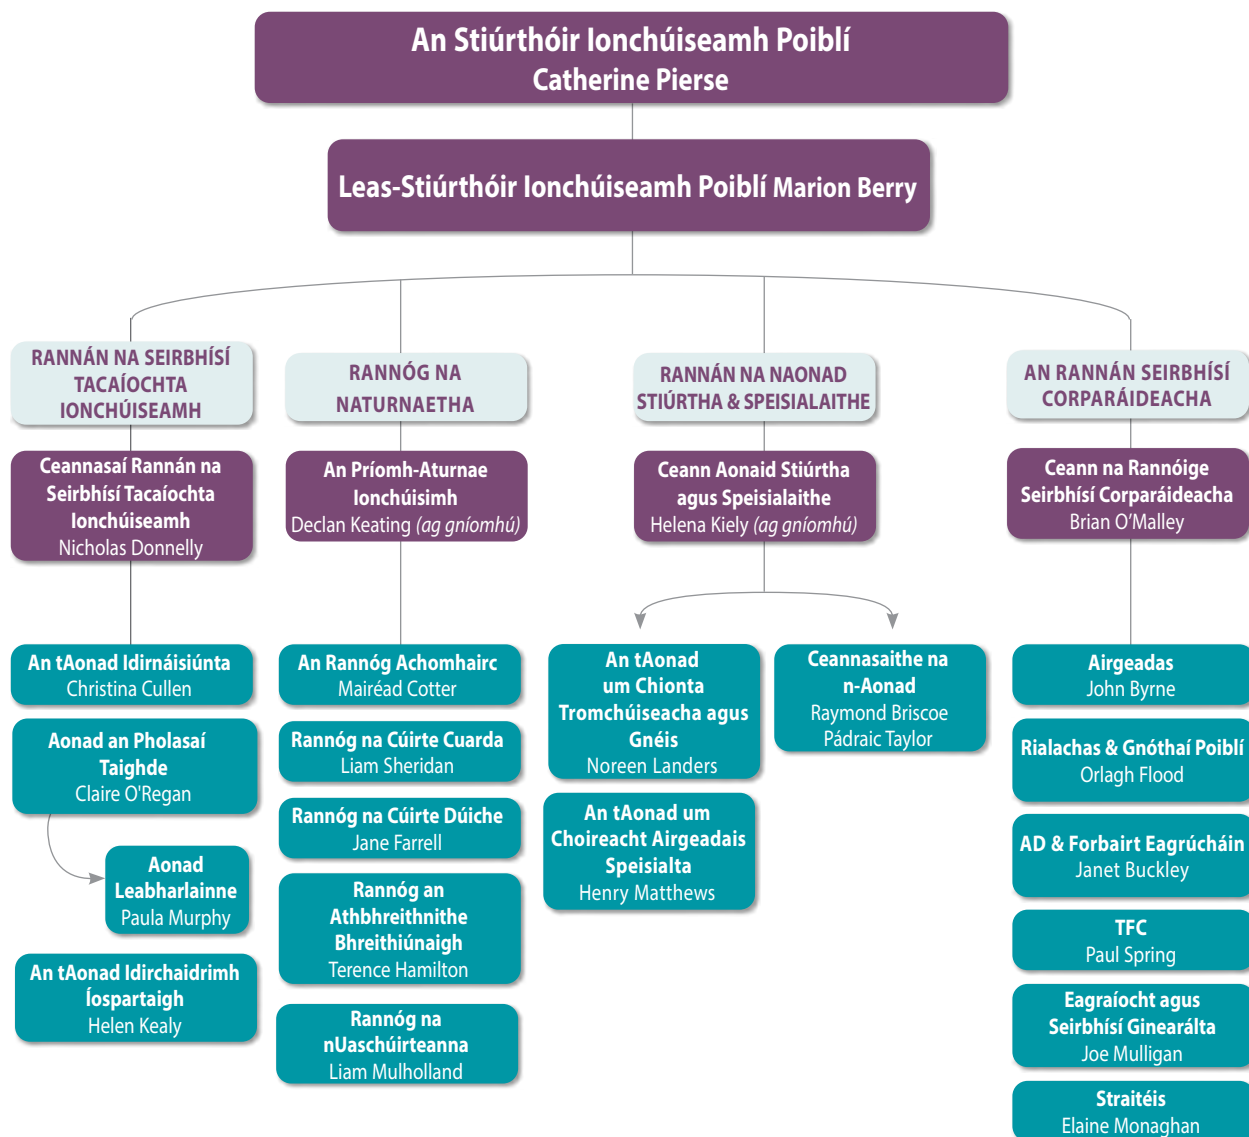 An Stiúrthóir Ionchúiseamh Poiblí
Catherine Pierse
Leas-Stiúrthóir Ionchúiseamh Poiblí Marion Berry
RANNÁN NA SEIRBHÍSÍ
TACAÍOCHTA
IONCHÚISEAMH
Ceannasaí Rannán na
Seirbhísí Tacaíochta
Ionchúiseamh
Nicholas Donnelly
An tAonad Idirnáisiúnta
Christina Cullen
Aonad an Pholasaí
Taighde
Claire O'Regan
Aonad
Leabharlainne
Paula Murphy
An tAonad Idirchaidrimh
Íospartaigh
Helen Kealy
RANNÓG NA
NATURNAETHA
An Príomh-Aturnae
Ionchúisimh
Declan Keating (ag gníomhú)
An Rannóg Achomhairc
Mairéad Cotter
Rannóg na Cúirte Cuarda
Liam Sheridan
Rannóg na Cúirte Dúiche
Jane Farrell
Rannóg an
Athbhreithnithe
Bhreithiúnaigh
Terence Hamilton
Rannóg na
nUaschúirteanna
Liam Mulholland
RANNÁN NA NAONAD
STIÚRTHA & SPEISIALAITHE
Ceann Aonaid Stiúrtha
agus Speisialaithe
Helena Kiely (ag gníomhú)
An tAonad
um Chionta
Tromchúiseacha agus
Gnéis
Noreen Landers
An tAonad um
Choireacht Airgeadais
Speisialta
Henry Matthews
Ceannasaithe na
n-Aonad
Raymond Briscoe
Pádraic Taylor
AN RANNÁN SEIRBHÍSÍ
CORPARÁIDEACHA
Ceann na Rannóige
Seirbhísí Corparáideacha
Brian O’Malley
Airgeadas
John Byrne
Rialachas & Gnóthaí Poiblí
Orlagh Flood
AD & Forbairt Eagrúcháin
Janet Buckley
TFC
Paul Spring
Eagraíocht agus
Seirbhísí Ginearálta
Joe Mulligan
Straitéis
Elaine Monaghan